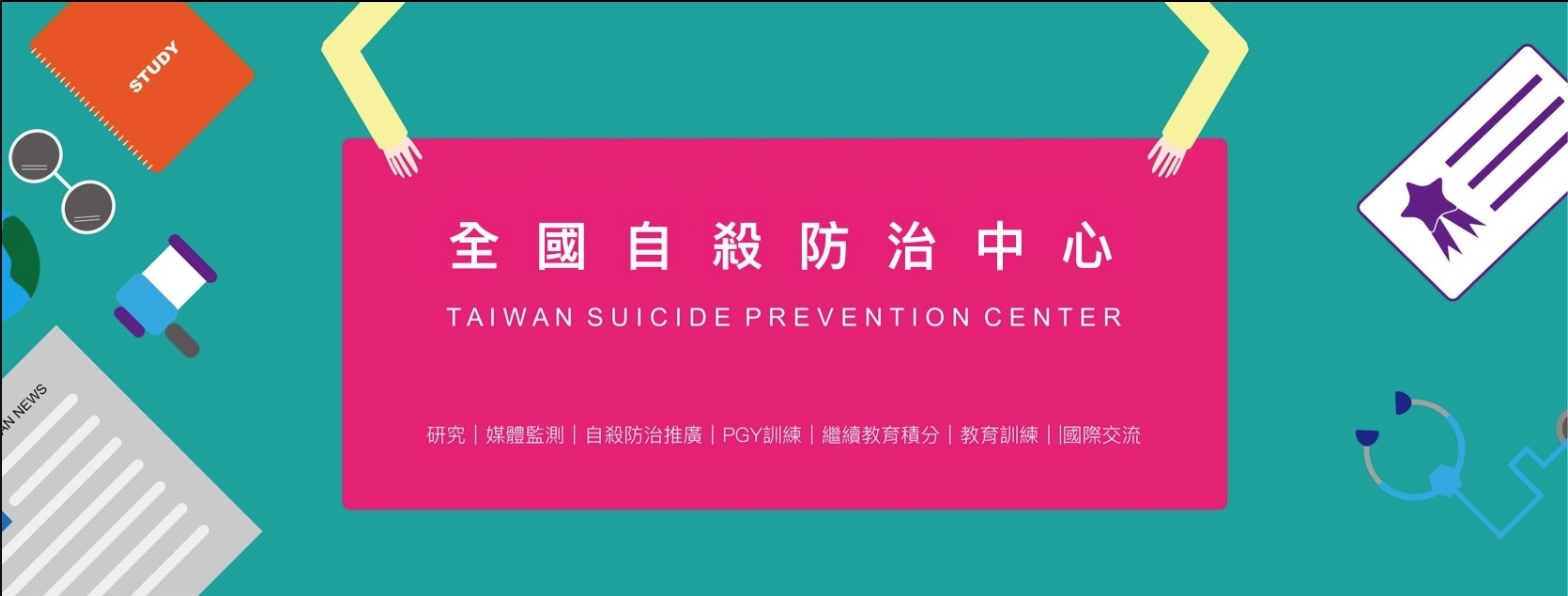 STUDY
全國自殺防治中心
TAIWAN SUICIDE PREVENTION CENTER
AN NEWS
研究｜媒體監測｜自殺防治推廣｜PGY訓練｜繼續教育積分｜教育訓練｜|國際交流